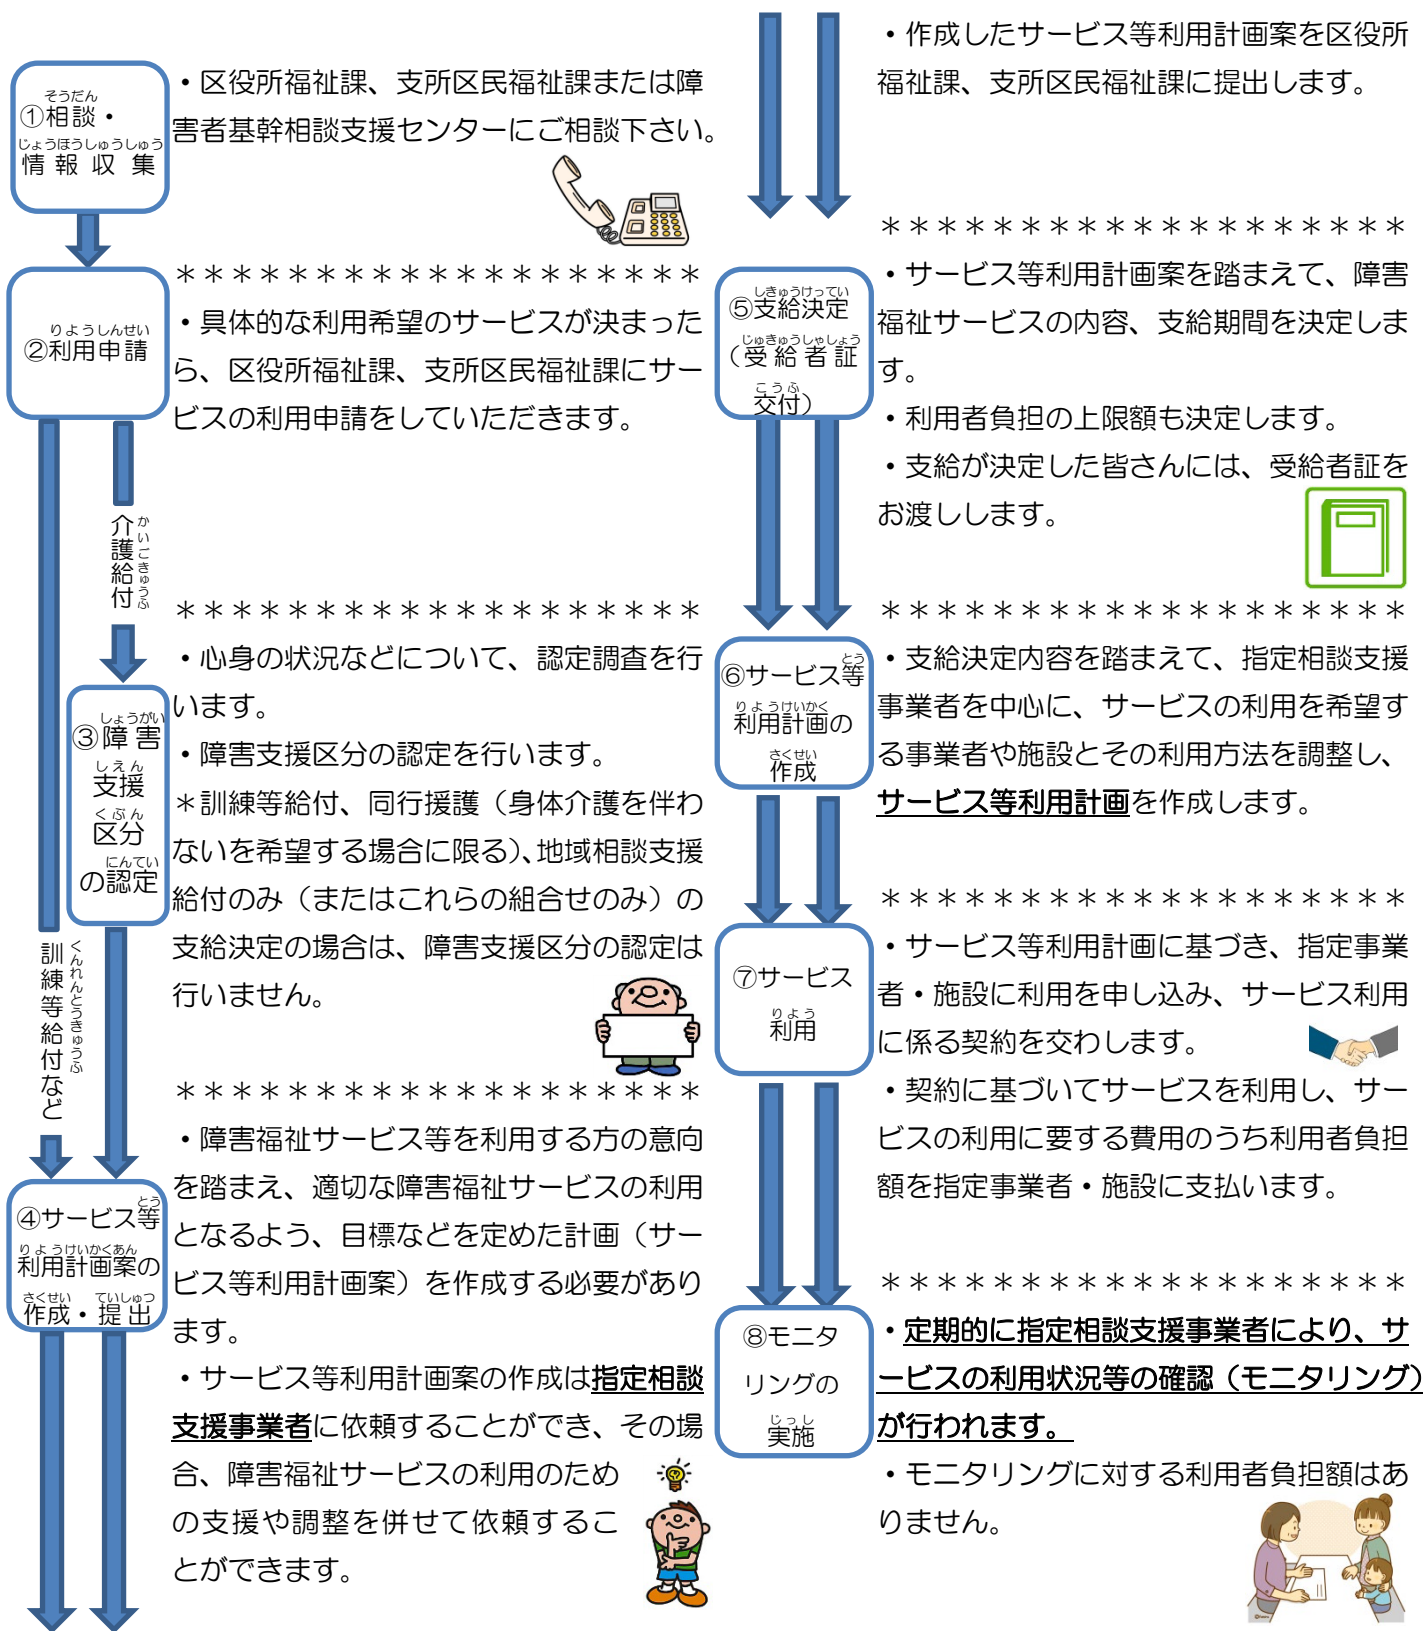 ①相談・
そうだん
情報収集
じょうほうしゅうしゅう
・区役所福祉課、支所区民福祉課または障
害者基幹相談支援センターにご相談下さい。
②利用申請
りようしんせい
＊＊＊＊＊＊＊＊＊＊＊＊＊＊＊＊＊＊＊
・具体的な利用希望のサービスが決まった
ら、区役所福祉課、支所区民福祉課にサー
ビスの利用申請をしていただきます。
介護給付
かいごきゅうふ
＊＊＊＊＊＊＊＊＊＊＊＊＊＊＊＊＊＊＊
③障害
しょうがい
支援
しえん
区分
くぶん
の認定
にんてい
・心身の状況などについて、認定調査を行
います。
・障害支援区分の認定を行います。
＊訓練等給付、同行援護（身体介護を伴わ
ないを希望する場合に限る）、地域相談支援
給付のみ（またはこれらの組合せのみ）の
支給決定の場合は、障害支援区分の認定は
行いません。
訓練等給付など
くんれんとうきゅうふ
＊＊＊＊＊＊＊＊＊＊＊＊＊＊＊＊＊＊＊
④サービス等
とう
利用計画案の
りようけいかくあん
作成・提出
さくせい ていしゅつ
・障害福祉サービス等を利用する方の意向
を踏まえ、適切な障害福祉サービスの利用
となるよう、目標などを定めた計画（サー
ビス等利用計画案）を作成する必要があり
ます。
・サービス等利用計画案の作成は指定相談
支援事業者に依頼することができ、その場
合、障害福祉サービスの利用のため
の支援や調整を併せて依頼するこ
とができます。
・作成したサービス等利用計画案を区役所
福祉課、支所区民福祉課に提出します。
＊＊＊＊＊＊＊＊＊＊＊＊＊＊＊＊＊＊＊
⑤支給決定
しきゅうけってい
（受給者証
じゅきゅうしゃしょう
交付）
こうふ
・サービス等利用計画案を踏まえて、障害
福祉サービスの内容、支給期間を決定しま
す。
・利用者負担の上限額も決定します。
・支給が決定した皆さんには、受給者証を
お渡しします。
＊＊＊＊＊＊＊＊＊＊＊＊＊＊＊＊＊＊＊
⑥サービス等
とう
利用計画の
りようけいかく
作成
さくせい
・支給決定内容を踏まえて、指定相談支援
事業者を中心に、サービスの利用を希望す
る事業者や施設とその利用方法を調整し、
サービス等利用計画を作成します。
＊＊＊＊＊＊＊＊＊＊＊＊＊＊＊＊＊＊＊
⑦サービス
利用
りよう
・サービス等利用計画に基づき、指定事業
者・施設に利用を申し込み、サービス利用
に係る契約を交わします。
・契約に基づいてサービスを利用し、サー
ビスの利用に要する費用のうち利用者負担
額を指定事業者・施設に支払います。
＊＊＊＊＊＊＊＊＊＊＊＊＊＊＊＊＊＊＊
⑧モニタ
リングの
実施
じっし
・定期的に指定相談支援事業者により、サ
ービスの利用状況等の確認（モニタリング）
が行われます。
・モニタリングに対する利用者負担額はあ
りません。